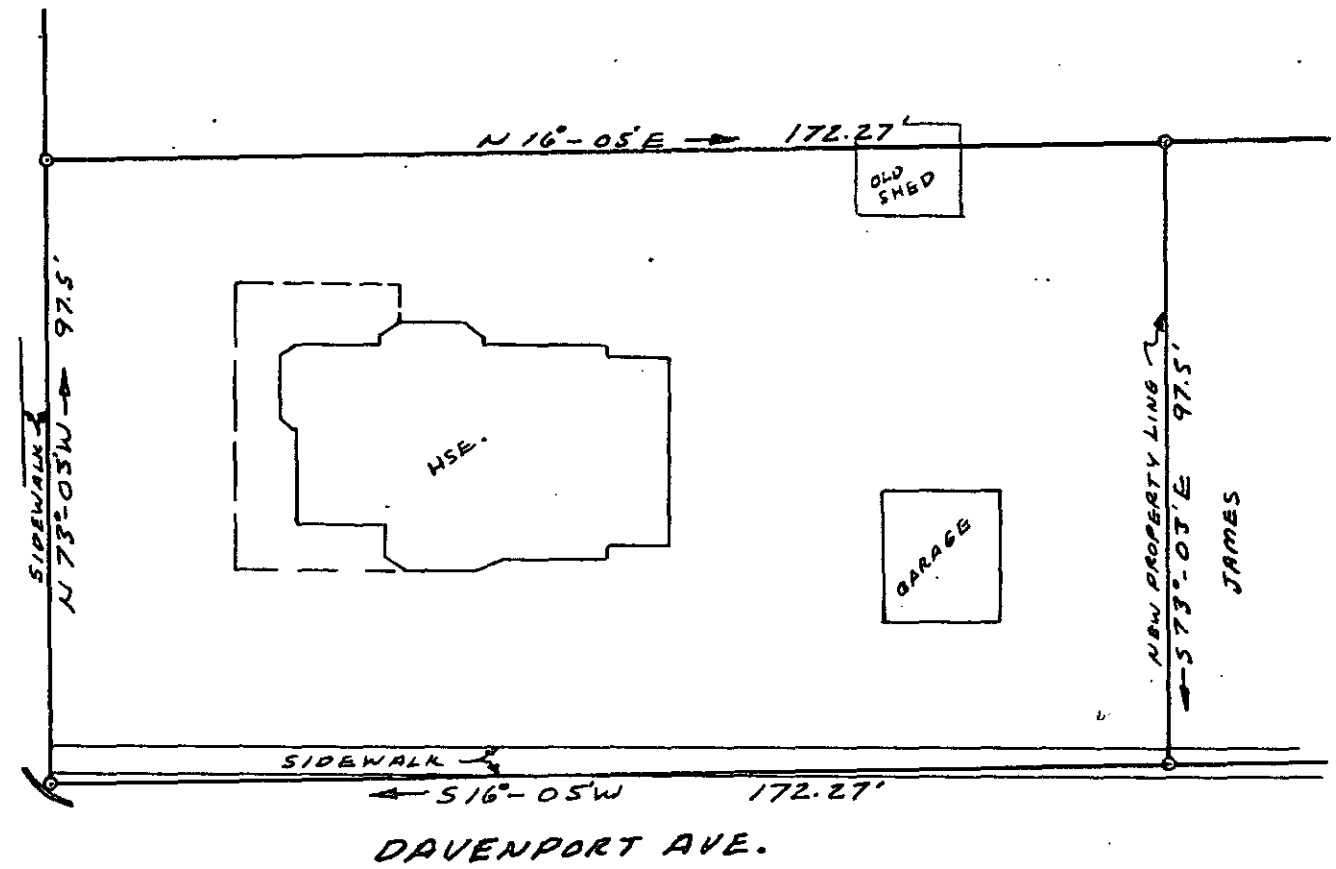 N 16°-05'E → 172.27'
OLD
SHED
SIDEWALK
N 73°-03'W → 97.5'
HSE.
GARAGE
NEW PROPERTY LINE
← S 73°-03'E 97.5'
JAMES
SIDEWALK
← S16°-05'W 172.27'
DAVENPORT AVE.